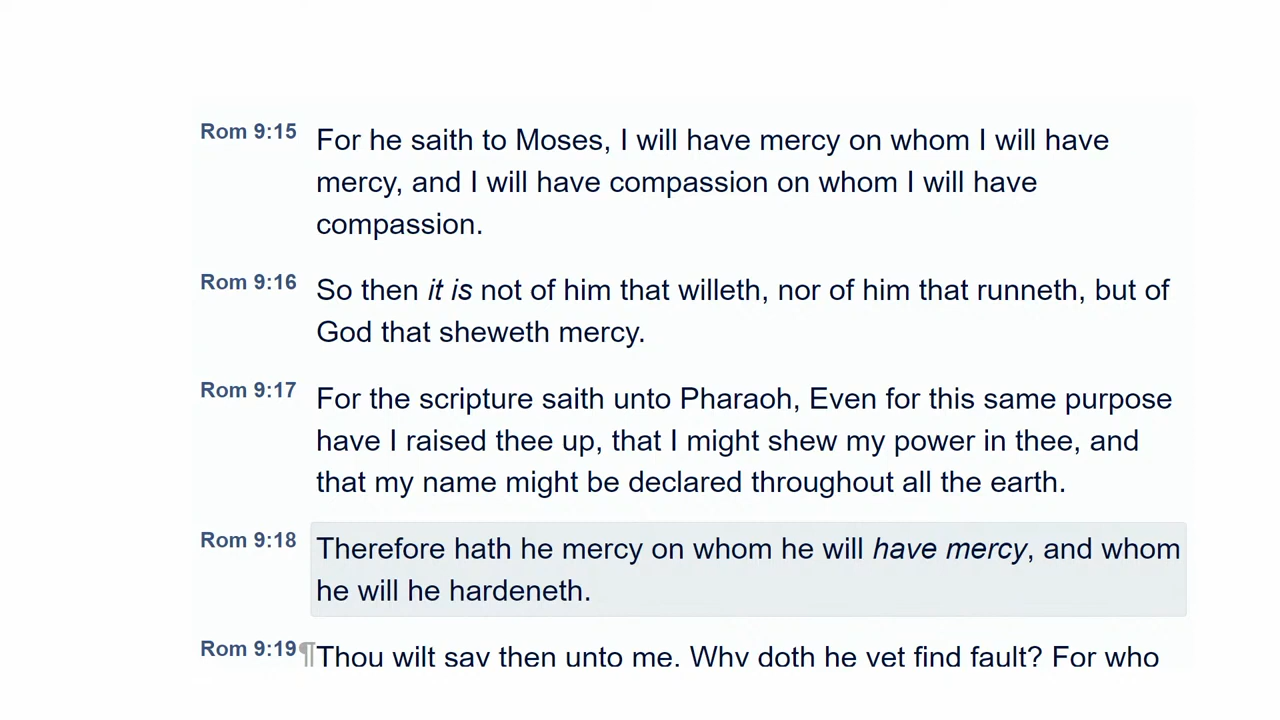 Rom 9:15 For he saith to Moses, I will have mercy on whom I will have
mercy, and I will have compassion on whom I will have
compassion.
Rom 9:16 So then it is not of him that willeth, nor of him that runneth, but of
God that sheweth mercy.
Rom 9:17 For the scripture saith unto Pharaoh, Even for this same purpose
have I raised thee up, that I might shew my power in thee, and
that my name might be declared throughout all the earth.
Rom 9:18 Therefore hath he mercy on whom he will have mercy, and whom
he will he hardeneth.
Rom 9:19 ¶Thou wilt say then unto me, Why doth he yet find fault? For who